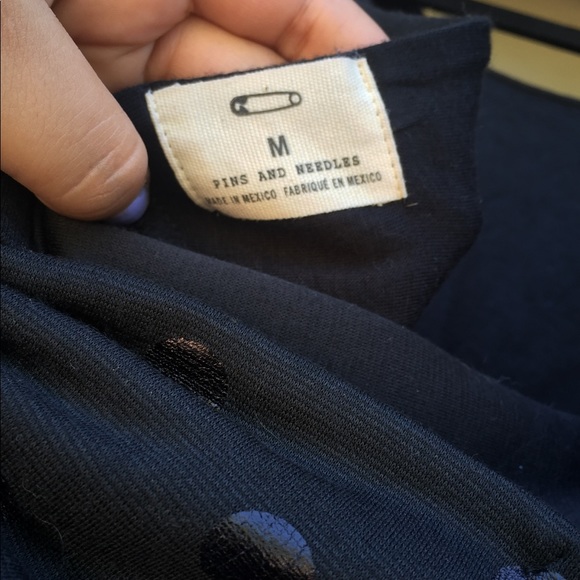 M
PINS AND NEEDLES
MADE IN MEXICO FABRIQUÉ EN MEXICO